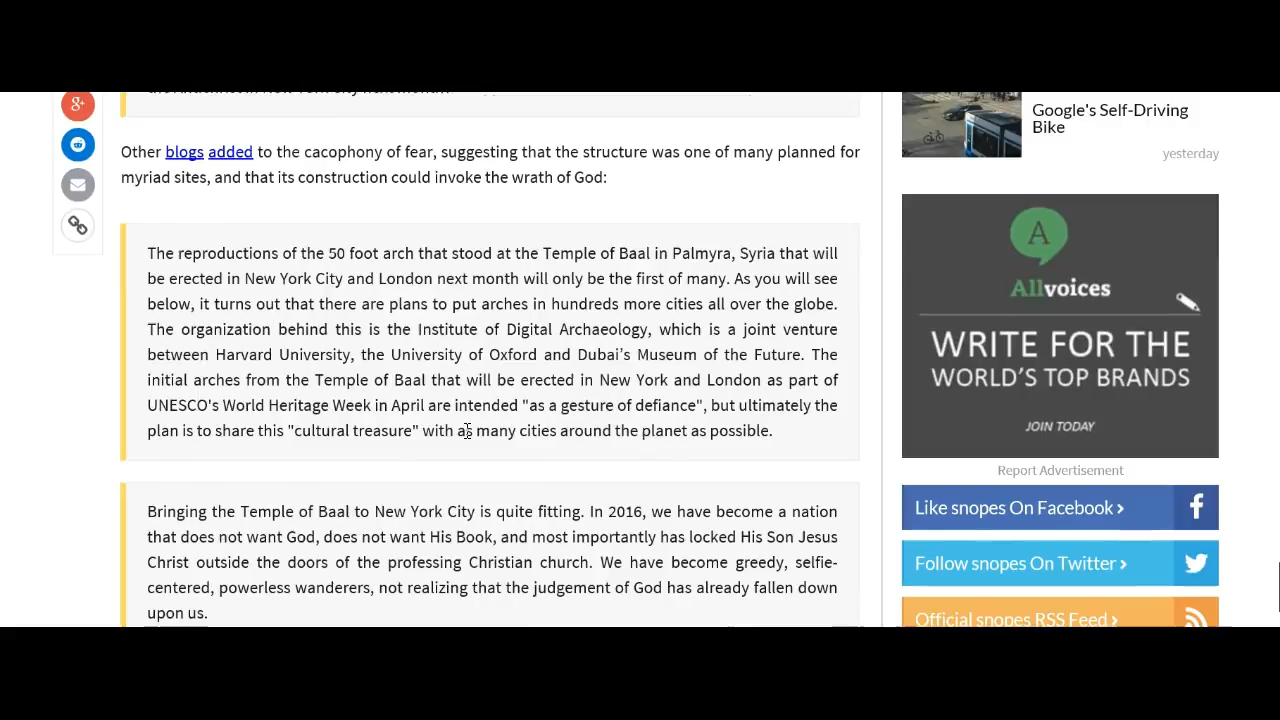 Other blogs added to the cacophony of fear, suggesting that the structure was one of many planned for
myriad sites, and that its construction could invoke the wrath of God:
The reproductions of the 50 foot arch that stood at the Temple of Baal in Palmyra, Syria that will
be erected in New York City and London next month will only be the first of many. As you will see
below, it turns out that there are plans to put arches in hundreds more cities all over the globe.
The organization behind this is the Institute of Digital Archaeology, which is a joint venture
between Harvard University, the University of Oxford and Dubai’s Museum of the Future. The
initial arches from the Temple of Baal that will be erected in New York and London as part of
UNESCO's World Heritage Week in April are intended "as a gesture of defiance", but ultimately the
plan is to share this "cultural treasure" with as many cities around the planet as possible.
Bringing the Temple of Baal to New York City is quite fitting. In 2016, we have become a nation
that does not want God, does not want His Book, and most importantly has locked His Son Jesus
Christ outside the doors of the professing Christian church. We have become greedy, selfie-
centered, powerless wanderers, not realizing that the judgement of God has already fallen down
upon us.
g+
Google's Self-Driving
Bike
yesterday
A
Allvoices
WRITE FOR THE
WORLD'S TOP BRANDS
JOIN TODAY
Report Advertisement
Like snopes On Facebook ›
f
Follow snopes On Twitter ›
Official snopes RSS Feed ›